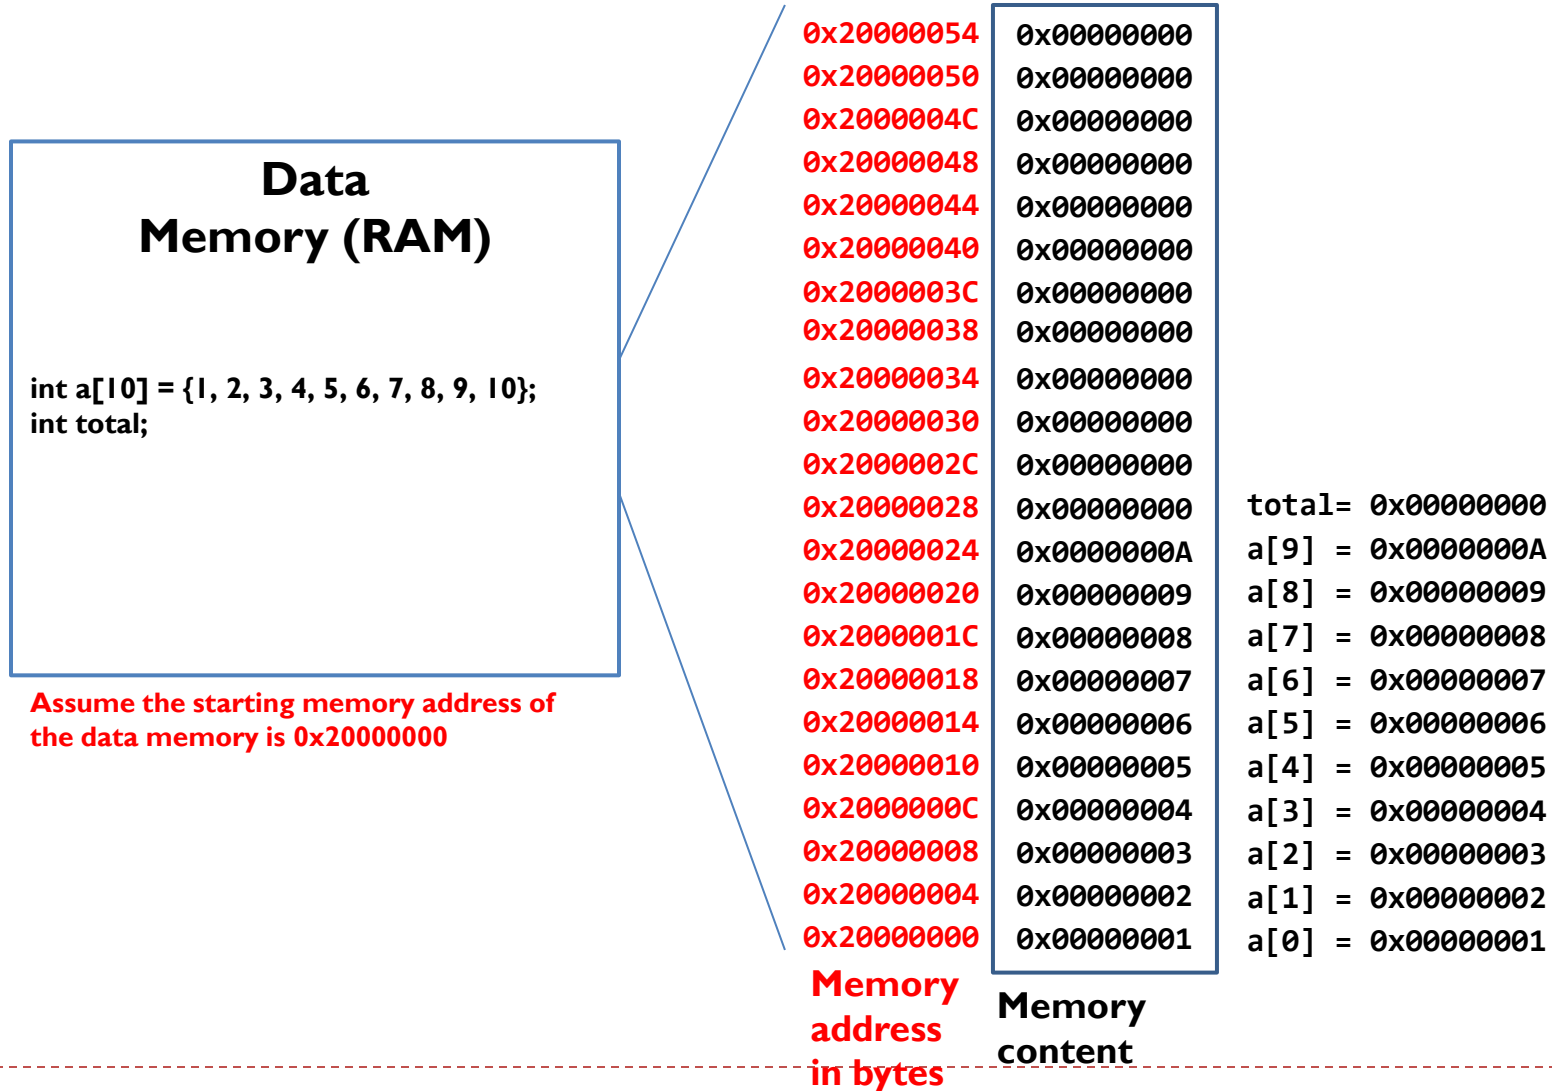 Data
Memory (RAM)
int a[10] = {1, 2, 3, 4, 5, 6, 7, 8, 9, 10};
int total;
Assume the starting memory address of
the data memory is 0x20000000
0x20000054 0x00000000
0x20000050 0x00000000
0x2000004C 0x00000000
0x20000048 0x00000000
0x20000044 0x00000000
0x20000040 0x00000000
0x2000003C 0x00000000
0x20000038 0x00000000
0x20000034 0x00000000
0x20000030 0x00000000
0x2000002C 0x00000000
0x20000028 0x00000000 total= 0x00000000
0x20000024 0x0000000A a[9] = 0x0000000A
0x20000020 0x00000009 a[8] = 0x00000009
0x2000001C 0x00000008 a[7] = 0x00000008
0x20000018 0x00000007 a[6] = 0x00000007
0x20000014 0x00000006 a[5] = 0x00000006
0x20000010 0x00000005 a[4] = 0x00000005
0x2000000C 0x00000004 a[3] = 0x00000004
0x20000008 0x00000003 a[2] = 0x00000003
0x20000004 0x00000002 a[1] = 0x00000002
0x20000000 0x00000001 a[0] = 0x00000001
Memory
address
in bytes
Memory
content